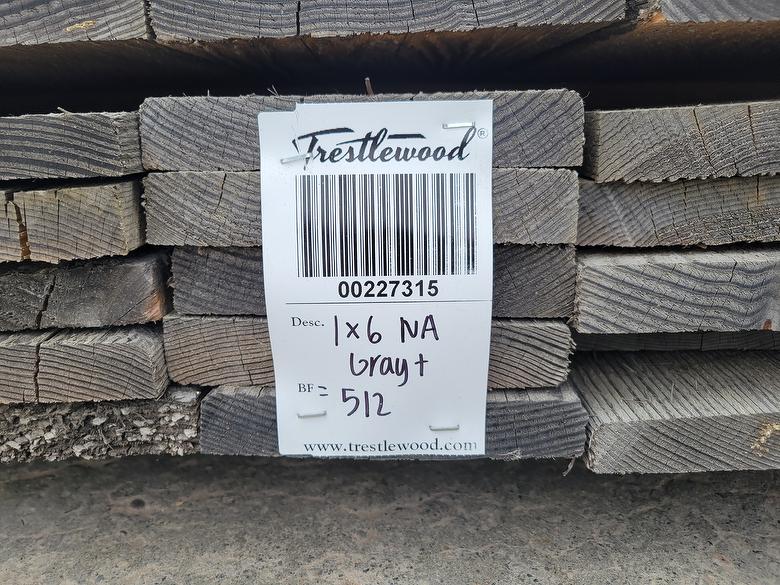 Trestlewood®
00227315
Desc. 1x6 NA
Gray+
BF = 512
www.trestlewood.com